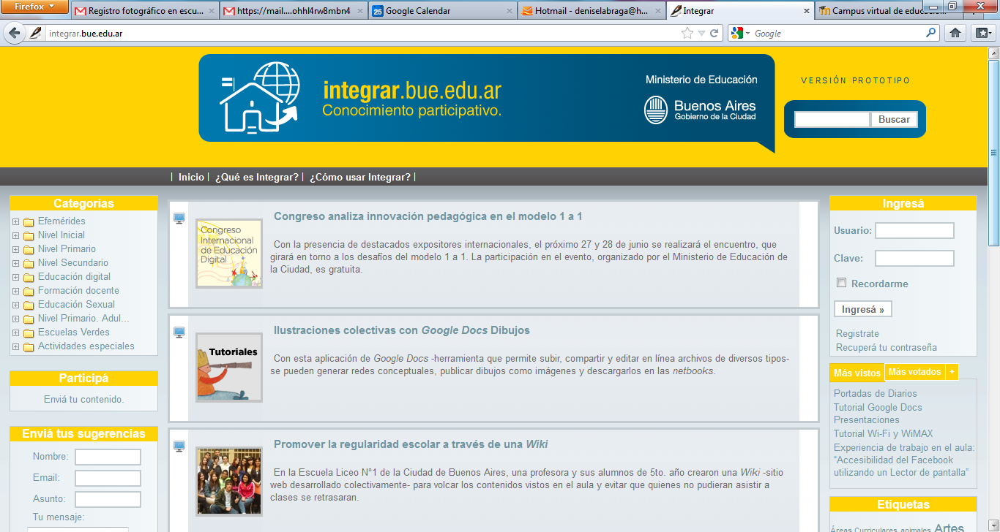 Firefox
Registro fotográfico en escu...
https://mail....ohhl4rw8mbn4
Google Calendar
Hotmail - deniselabraga@h...
Integrar
Campus virtual de educacio...
integrar.bue.edu.ar
Google
integrar.bue.edu.ar
Conocimiento participativo.
Ministerio de Educación
Buenos Aires
Gobierno de la Ciudad
VERSIÓN PROTOTIPO
Buscar
| Inicio | ¿Qué es Integrar? | ¿Cómo usar Integrar? |
Categorías
Efemérides
Nivel Inicial
Nivel Primario
Nivel Secundario
Educación digital
Formación docente
Educación Sexual
Nivel Primario. Adul...
Escuelas Verdes
Actividades especiales
Participá
Enviá tu contenido.
Enviá tus sugerencias
Nombre:
Email:
Asunto:
Tu mensaje:
Congreso
Internacional
de Educación
Digital
Congreso analiza innovación pedagógica en el modelo 1 a 1
Con la presencia de destacados expositores internacionales, el próximo 27 y 28 de junio se realizará el encuentro, que
girará en torno a los desafíos del modelo 1 a 1. La participación en el evento, organizado por el Ministerio de Educación de
la Ciudad, es gratuita.
Tutoriales
Ilustraciones colectivas con Google Docs Dibujos
Con esta aplicación de Google Docs -herramienta que permite subir, compartir y editar en línea archivos de diversos tipos-
se pueden generar redes conceptuales, publicar dibujos como imágenes y descargarlos en las netbooks.
Promover la regularidad escolar a través de una Wiki
En la Escuela Liceo N°1 de la Ciudad de Buenos Aires, una profesora y sus alumnos de 5to. año crearon una Wiki -sitio
web desarrollado colectivamente- para volcar los contenidos vistos en el aula y evitar que quienes no pudieran asistir a
clases se retrasaran.
Ingresá
Usuario:
Clave:
Recordarme
Ingresá »
Registrate
Recuperá tu contraseña
Más vistos
Más votados
+
Portadas de Diarios
Tutorial Google Docs
Presentaciones
Tutorial Wi-Fi y WiMAX
Experiencia de trabajo en el aula:
“Accesibilidad del Facebook
utilizando un Lector de pantalla”
Etiquetas
Áreas Curriculares animales Artes